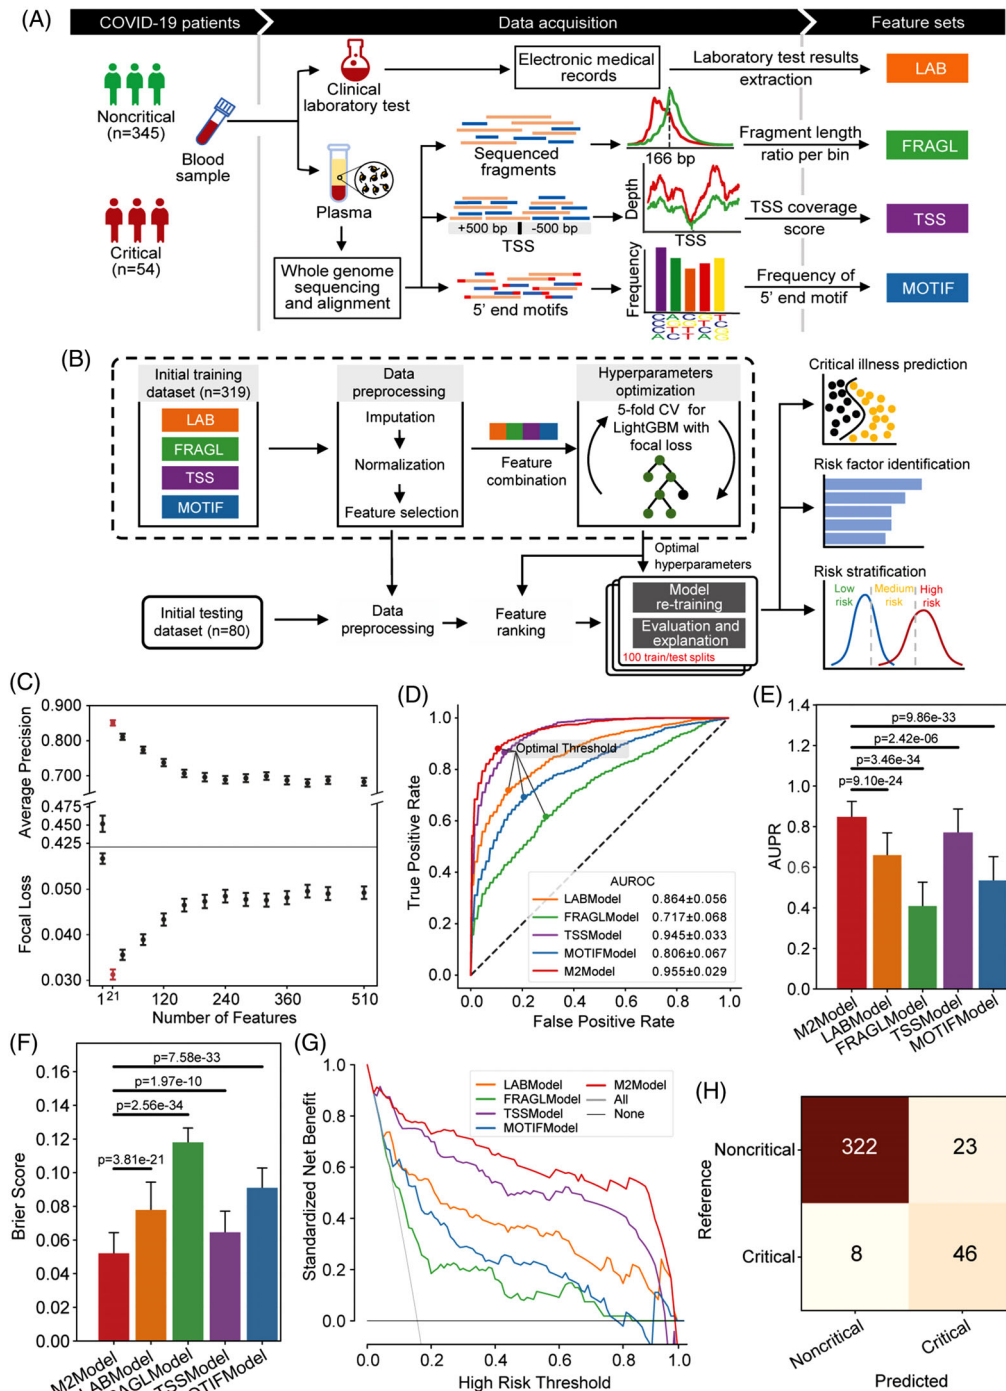 (A)
COVID-19 patients
Data acquisition
Feature sets
Noncritical
(n=345)
Blood
sample
Critical
(n=54)
Clinical
laboratory test
Plasma
Whole genome
sequencing
and alignment
Electronic medical
records
Laboratory test results
extraction
LAB
Sequenced
fragments
166 bp
Fragment length
ratio per bin
FRAGL
+500 bp
-500 bp
TSS
Depth
TSS
TSS coverage
score
TSS
5' end motifs
Frequency
Frequency of
5' end motif
MOTIF
(B)
Initial training
dataset (n=319)
LAB
FRAGL
TSS
MOTIF
Data
preprocessing
Imputation
Normalization
Feature selection
Feature
combination
Hyperparameters
optimization
5-fold CV for
LightGBM with
focal loss
Optimal
hyperparameters
Initial testing
dataset (n=80)
Data
preprocessing
Feature
ranking
Model
re-training
Evaluation and
explanation
100 train/test splits
Critical illness prediction
Risk factor identification
Risk stratification
Low
risk
Medium
risk
High
risk
(C)
Average Precision
0.900
0.800
0.700
0.475
0.450
0.425
Focal Loss
0.050
0.040
0.030
1 21 120 240 360 510
Number of Features
(D)
True Positive Rate
1.0
0.8
0.6
0.4
0.2
0.0
Optimal Threshold
AUROC
LABModel 0.864±0.056
FRAGLModel 0.717±0.068
TSSModel 0.945±0.033
MOTIFModel 0.806±0.067
M2Model 0.955±0.029
0.0 0.2 0.4 0.6 0.8 1.0
False Positive Rate
(E)
AUPR
1.4
1.2
1.0
0.8
0.6
0.4
0.2
0.0
p=9.86e-33
p=2.42e-06
p=3.46e-34
p=9.10e-24
M2Model
LABModel
FRAGLModel
TSSModel
MOTIFModel
(F)
Brier Score
0.16
0.14
0.12
0.10
0.08
0.06
0.04
0.02
0.00
p=7.58e-33
p=1.97e-10
p=2.56e-34
p=3.81e-21
M2Model
LABModel
(G)
Standardized Net Benefit
1.0
0.8
0.6
0.4
0.2
0.0
LABModel
FRAGLModel
TSSModel
MOTIFModel
M2Model
All
None
0.0 0.2 0.4 0.6 0.8 1.0
High Risk Threshold
(H)
Reference
Noncritical
322 23
Critical
8 46
Noncritical
Critical
Predicted